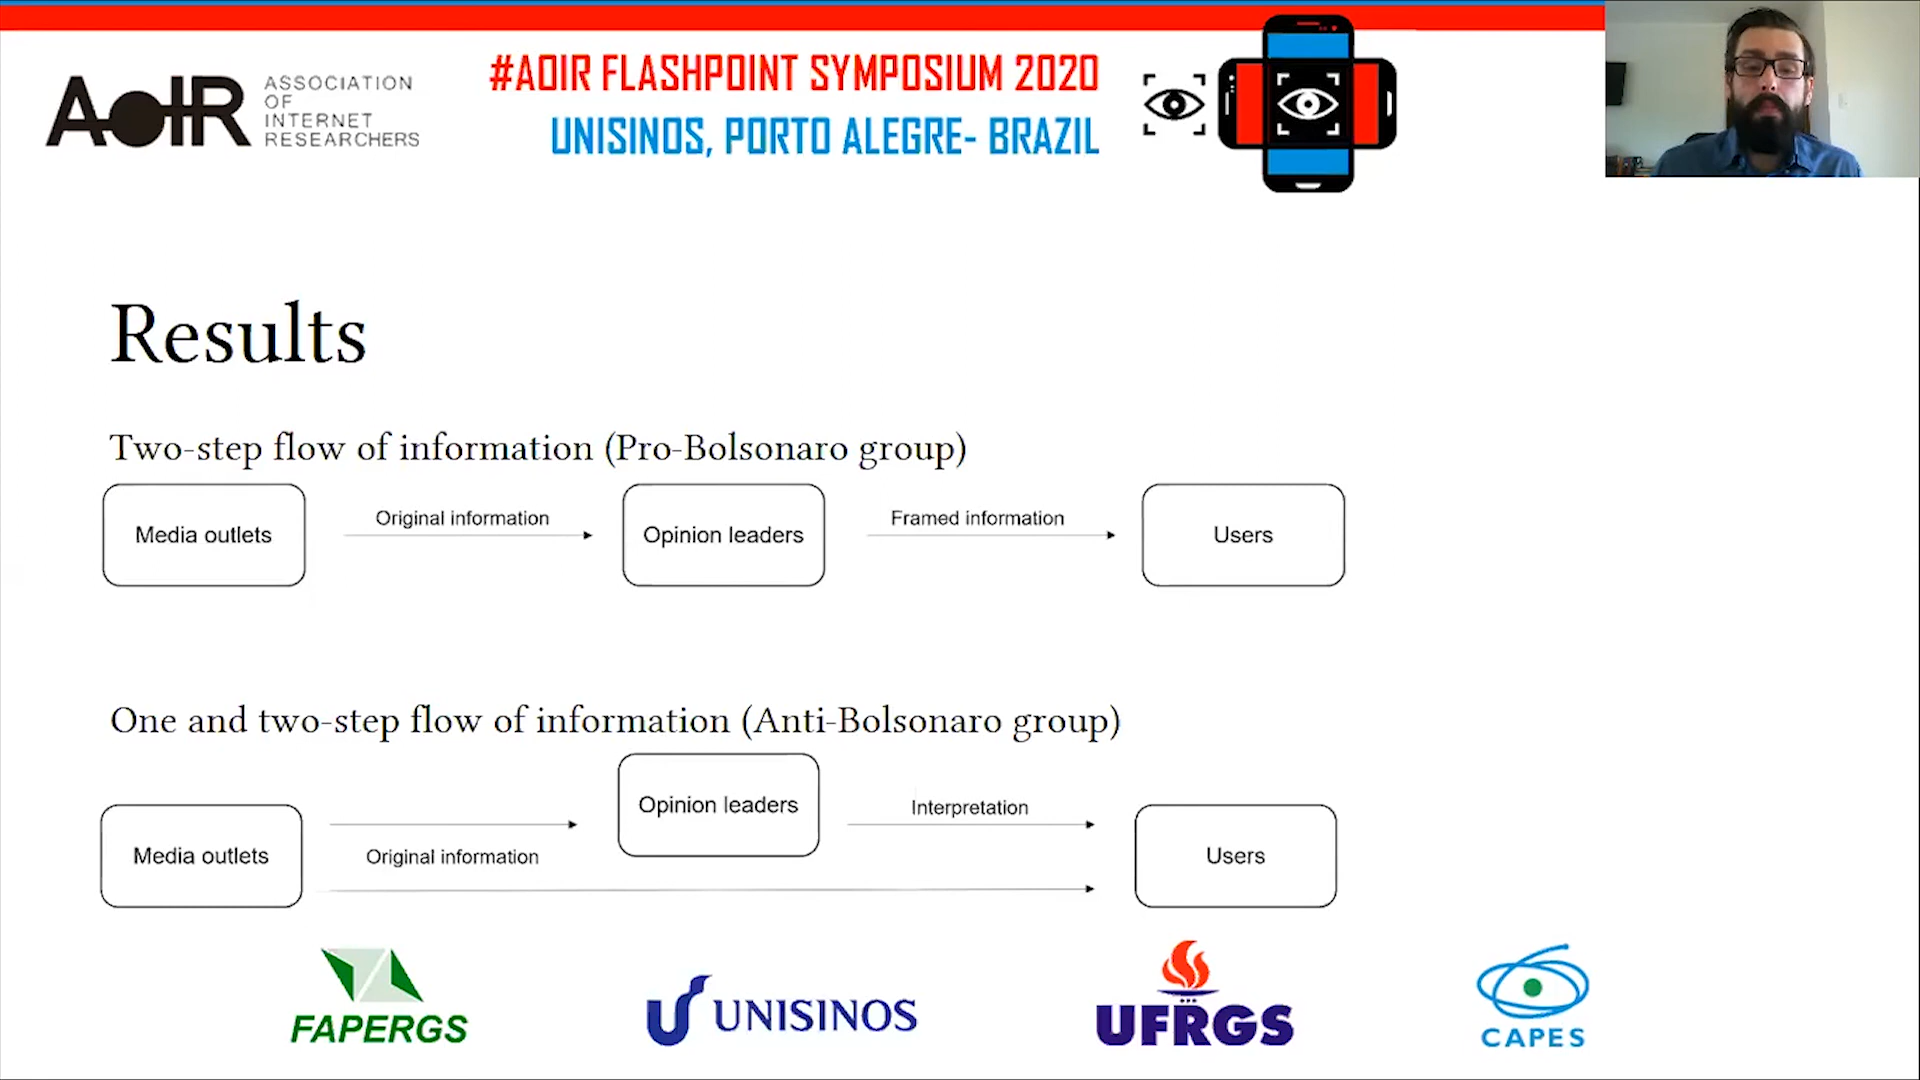 AOIR
ASSOCIATION
OF
INTERNET
RESEARCHERS
#AOIR FLASHPOINT SYMPOSIUM 2020
UNISINOS, PORTO ALEGRE- BRAZIL
Results
Two-step flow of information (Pro-Bolsonaro group)
Media outlets
Original information
Opinion leaders
Framed information
Users
One and two-step flow of information (Anti-Bolsonaro group)
Media outlets
Original information
Opinion leaders
Interpretation
Users
FAPERGS
UNISINOS
UFRGS
CAPES